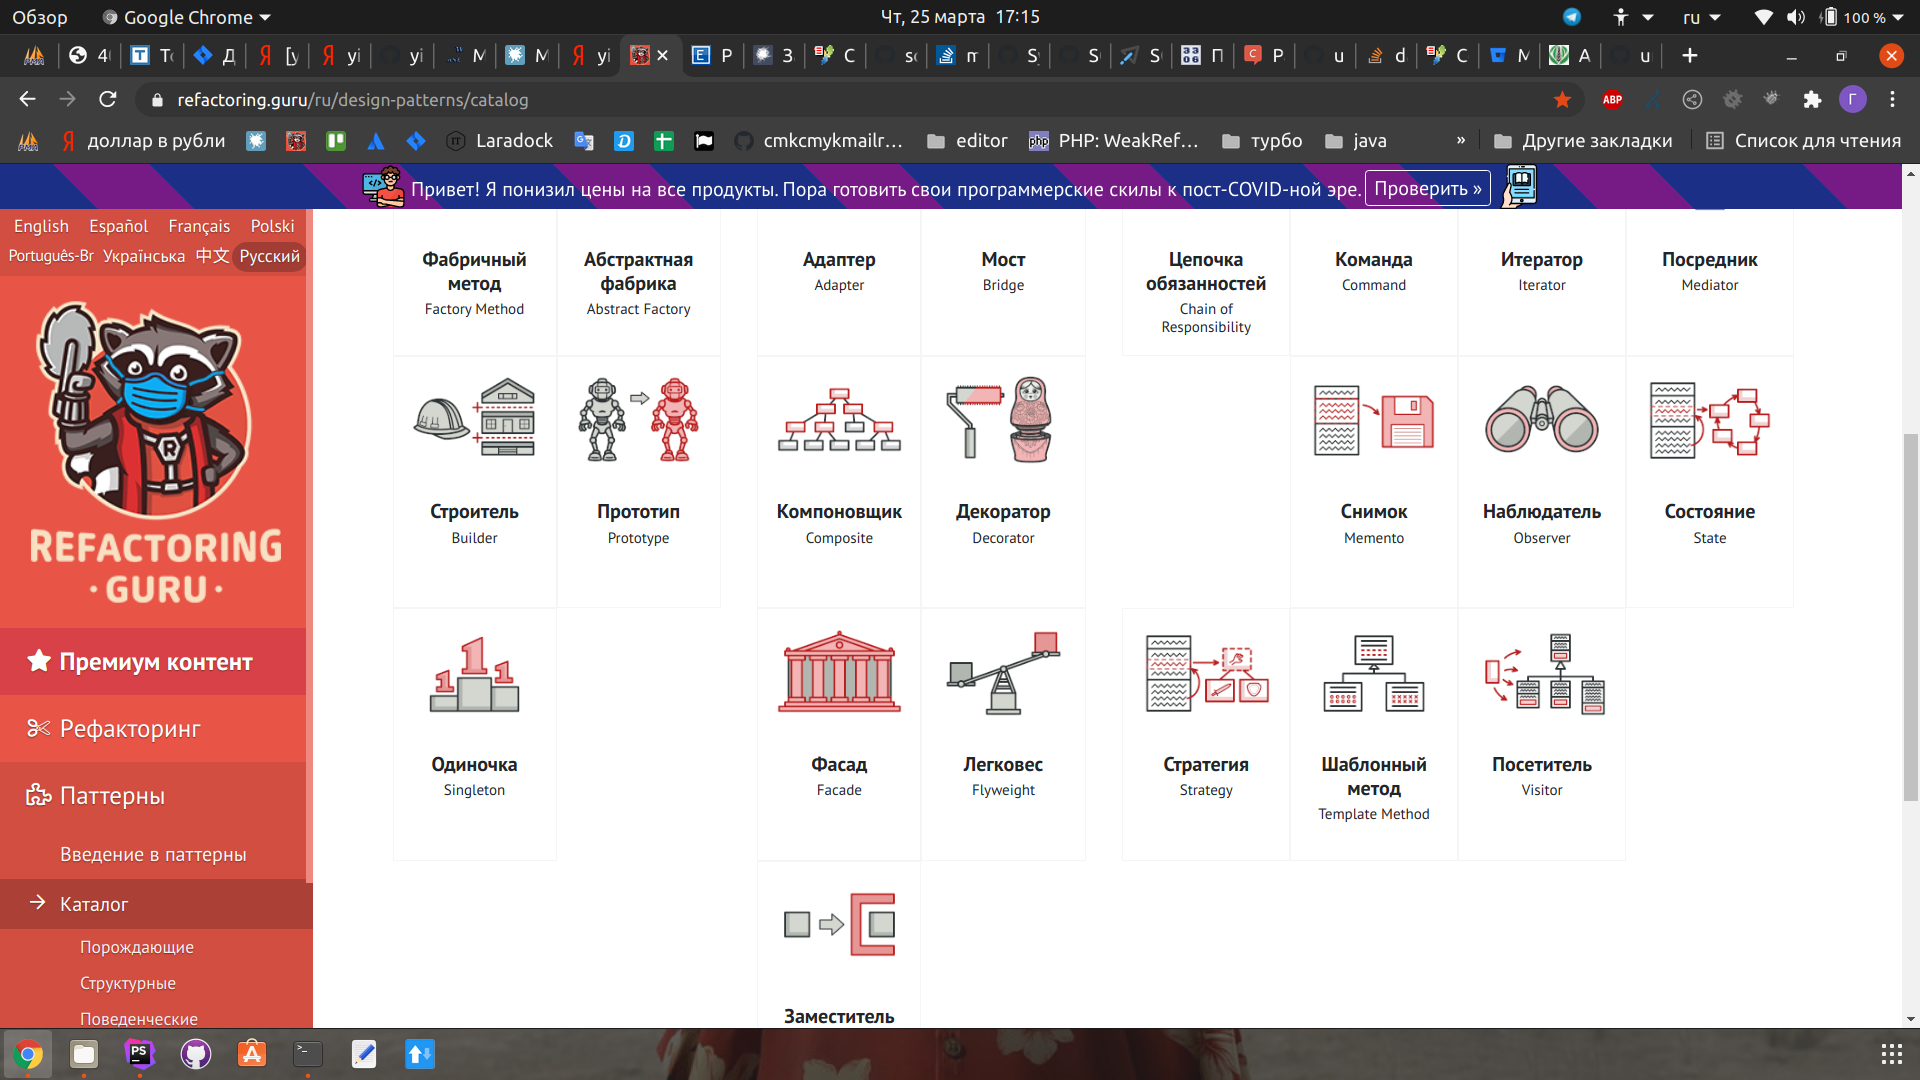 Обзор
Google Chrome
Чт, 25 марта 17:15
ru
100 %
refactoring.guru/ru/design-patterns/catalog
доллар в рубли
Laradock
cmkcmykmailr...
editor
PHP: WeakRef...
турбо
java
»
Другие закладки
Список для чтения
Привет! Я понизил цены на все продукты. Пора готовить свои программерские скилы к пост-COVID-ной эре.
Проверить »
English Español Français Polski
Português-Br Українська 中文 Русский
REFACTORING
· GURU ·
Премиум контент
Рефакторинг
Паттерны
Введение в паттерны
Каталог
Порождающие
Структурные
Поведенческие
Фабричный
метод
Factory Method
Абстрактная
фабрика
Abstract Factory
Адаптер
Adapter
Мост
Bridge
Цепочка
обязанностей
Chain of
Responsibility
Команда
Command
Итератор
Iterator
Посредник
Mediator
Строитель
Builder
Прототип
Prototype
Компоновщик
Composite
Декоратор
Decorator
Снимок
Memento
Наблюдатель
Observer
Состояние
State
Одиночка
Singleton
Фасад
Facade
Легковес
Flyweight
Стратегия
Strategy
Шаблонный
метод
Template Method
Посетитель
Visitor
Заместитель